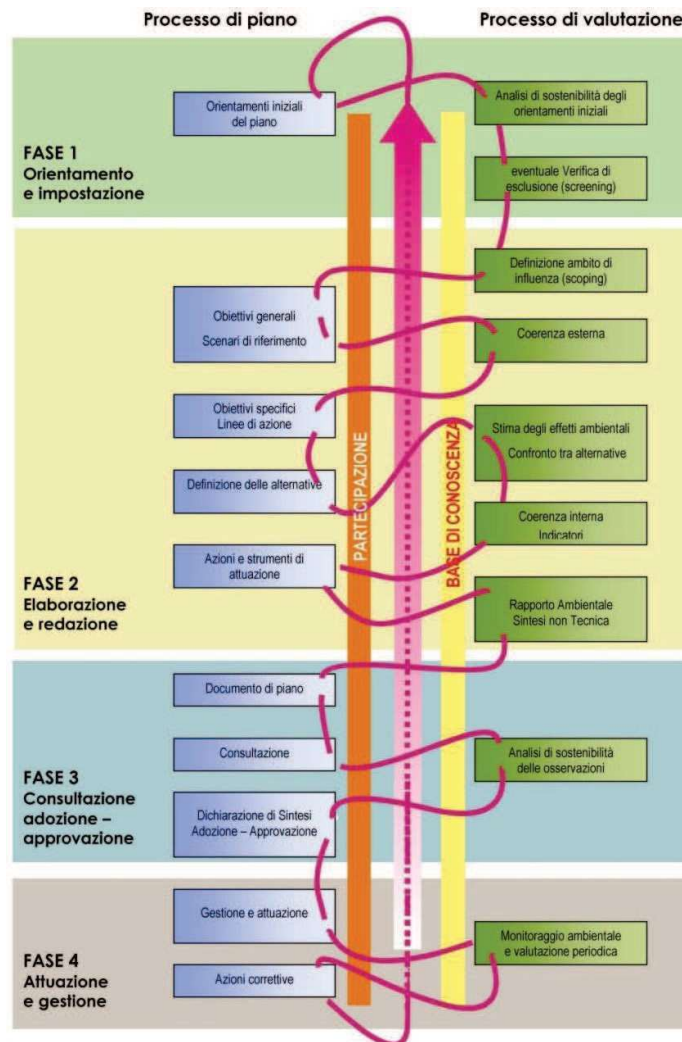 Processo di piano
Processo di valutazione
Orientamenti iniziali
del piano
Analisi di sostenibilità degli
orientamenti iniziali
FASE 1
Orientamento
e impostazione
eventuale Verifica di
esclusione (screening)
Definizione ambito di
influenza (scoping)
Obiettivi generali
Scenari di riferimento
Coerenza esterna
Obiettivi specifici
Linee di azione
Stima degli effetti ambientali
Confronto tra alternative
Definizione delle alternative
PARTECIPAZIONE
BASE DI CONOSCENZA
Coerenza interna
Indicatori
Azioni e strumenti di
attuazione
FASE 2
Elaborazione
e redazione
Rapporto Ambientale
Sintesi non Tecnica
Documento di piano
Consultazione
Analisi di sostenibilità
delle osservazioni
FASE 3
Consultazione
adozione –
approvazione
Dichiarazione di Sintesi
Adozione – Approvazione
Gestione e attuazione
Monitoraggio ambientale
e valutazione periodica
FASE 4
Attuazione
e gestione
Azioni correttive